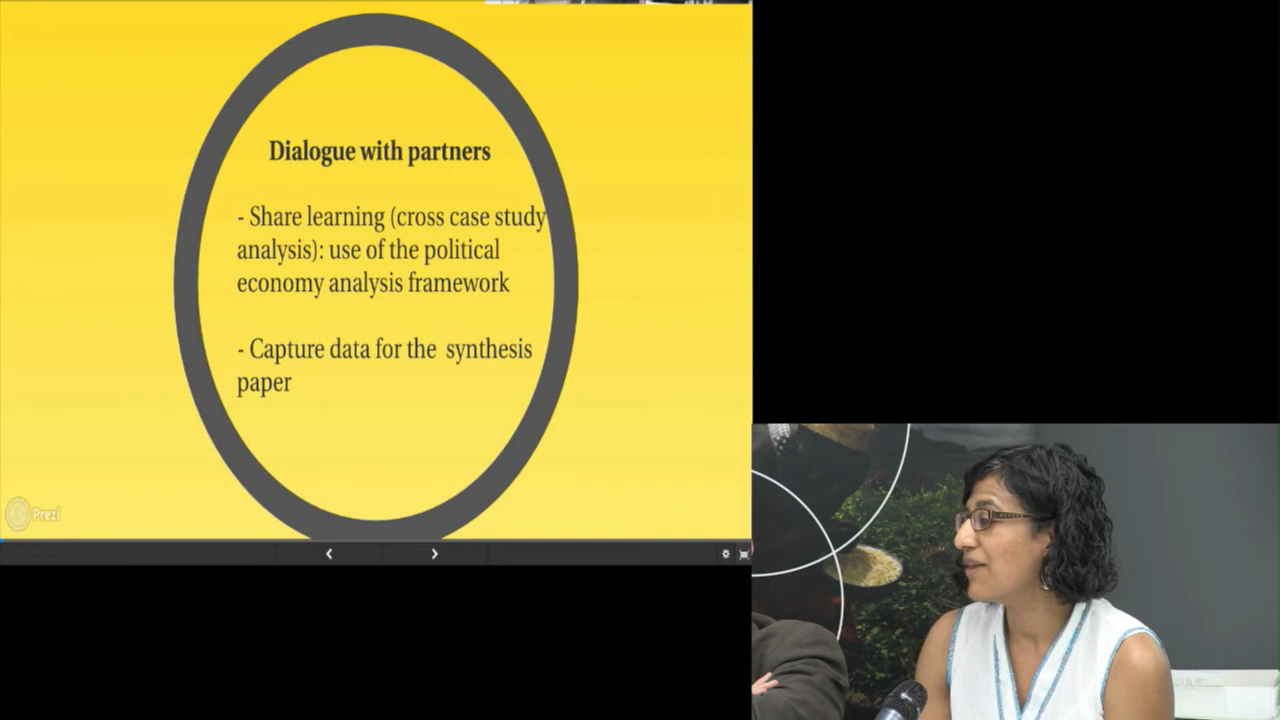 Dialogue with partners
- Share learning (cross case study
analysis): use of the political
economy analysis framework
- Capture data for the synthesis
paper
Prezi